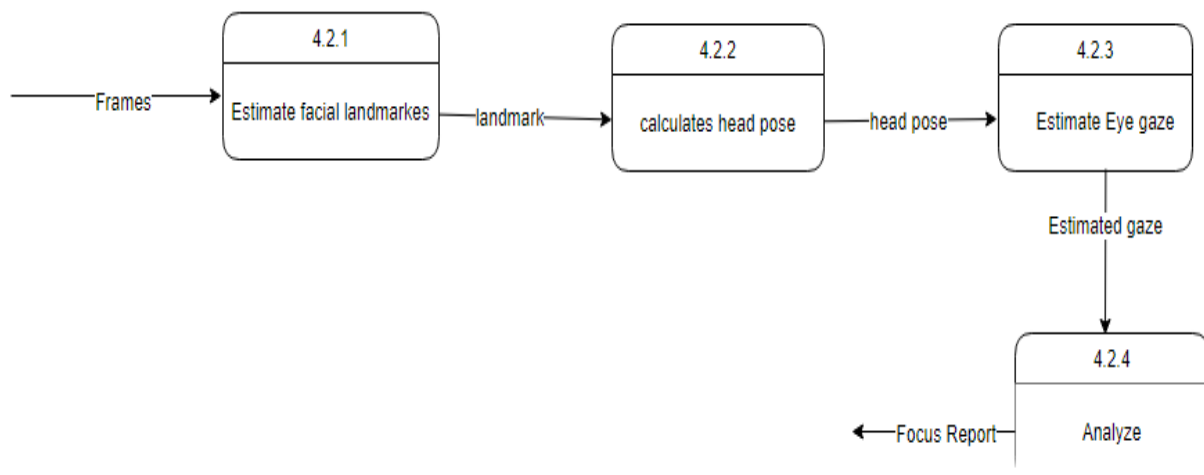 4.2.1
Estimate facial landmarkes
Frames
landmark
4.2.2
calculates head pose
head pose
4.2.3
Estimate Eye gaze
Estimated gaze
4.2.4
Analyze
Focus Report